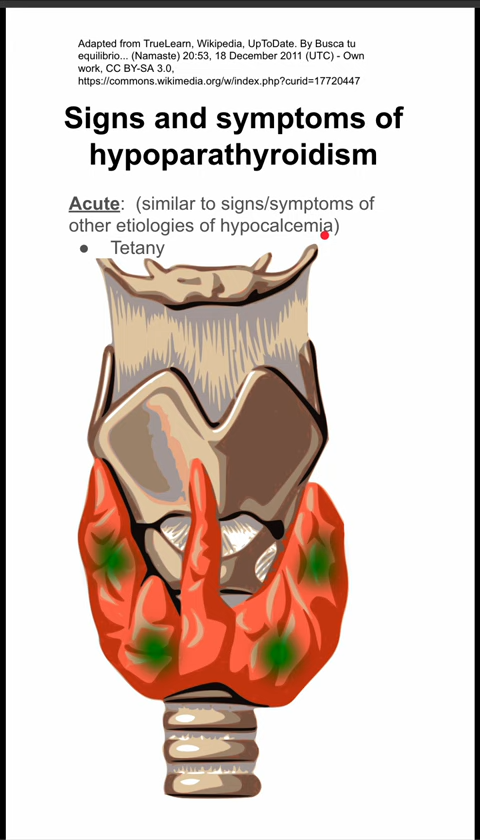 Adapted from TrueLearn, Wikipedia, UpToDate. By Busca tu
equilibrio... (Namaste) 20:53, 18 December 2011 (UTC) - Own
work, CC BY-SA 3.0,
https://commons.wikimedia.org/w/index.php?curid=17720447
Signs and symptoms of
hypoparathyroidism
Acute:  (similar to signs/symptoms of
other etiologies of hypocalcemia)
● Tetany